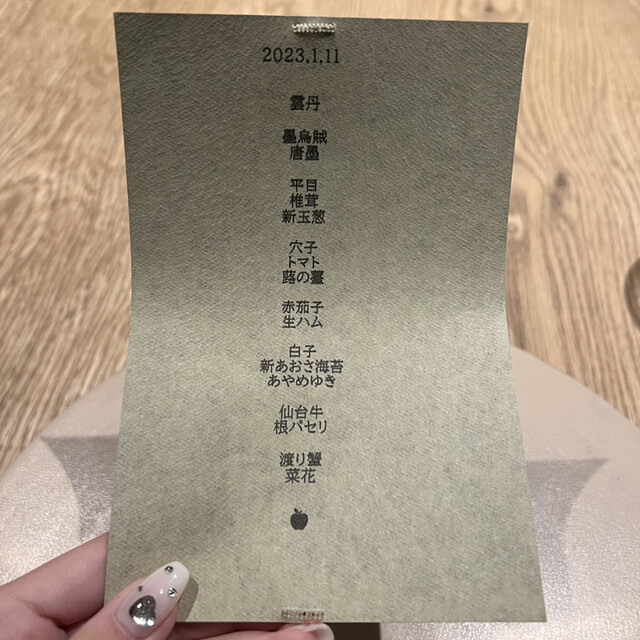 2023.1.11
雲丹
墨烏賊
唐墨
平目
椎茸
新玉葱
穴子
トマト
蕗の薹
赤茄子
生ハム
白子
新あおさ海苔
あやめゆき
仙台牛
根パセリ
渡り蟹
菜花